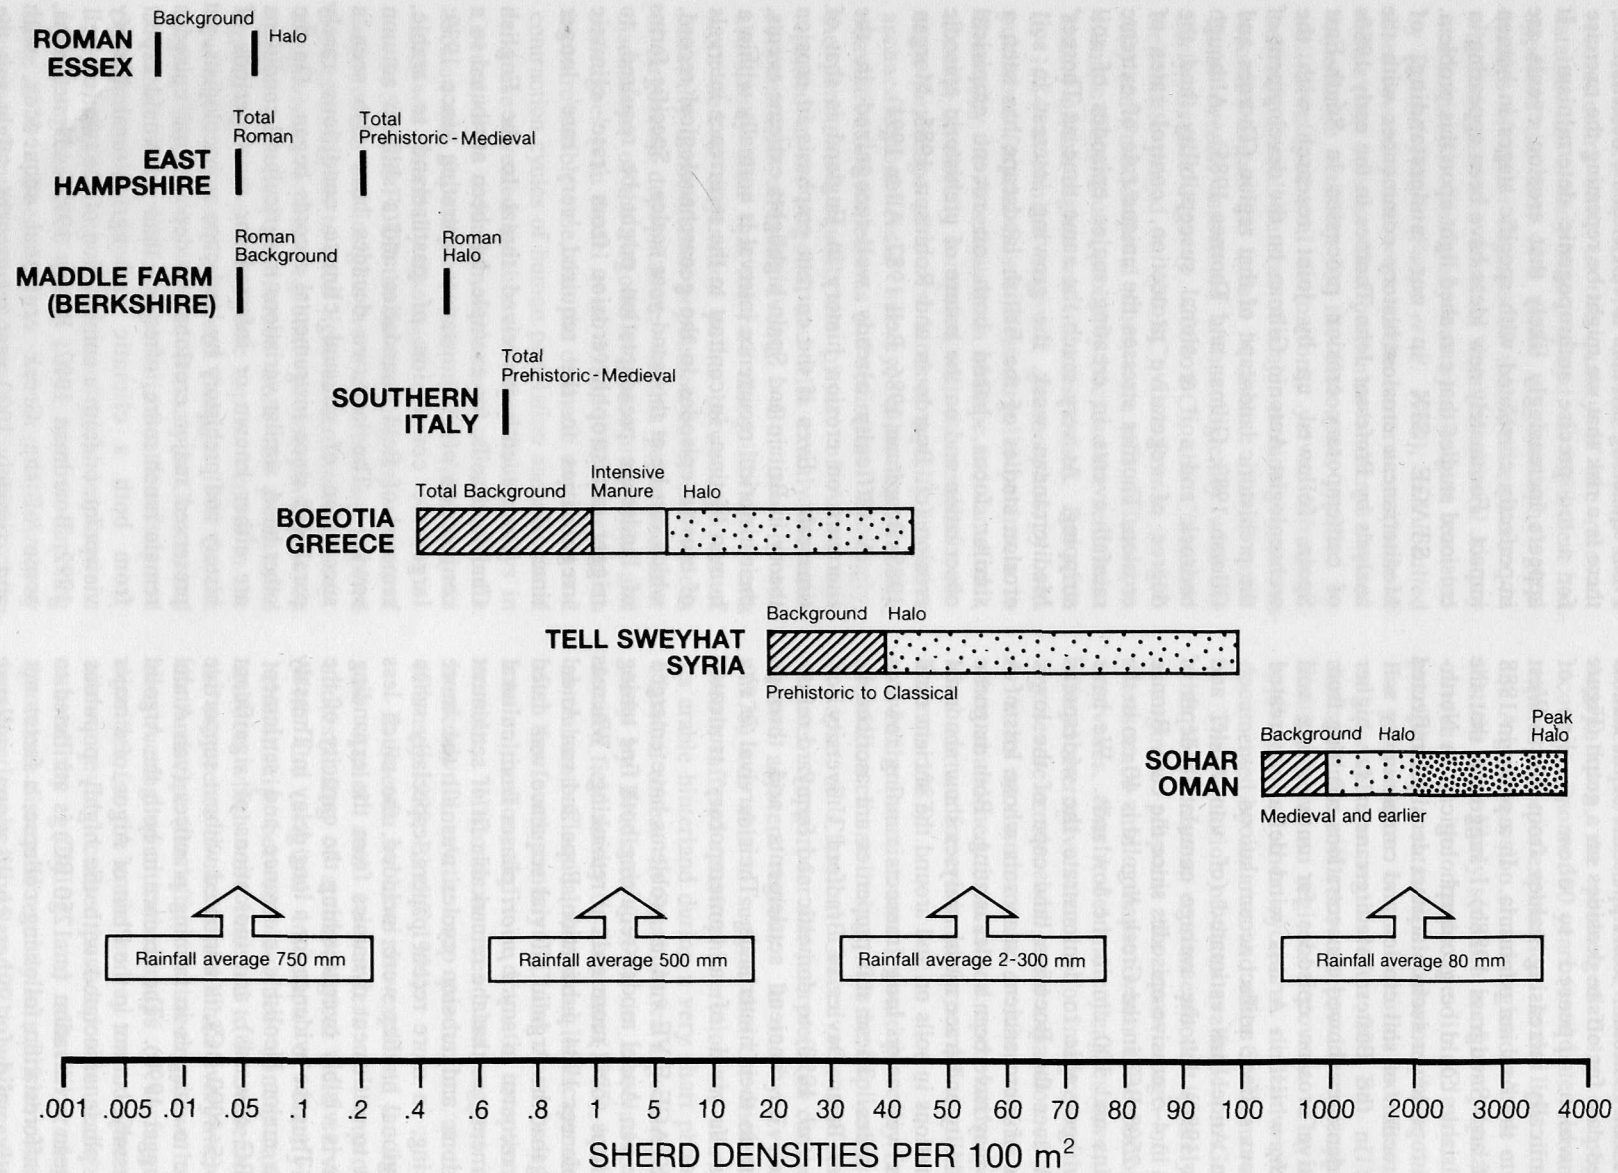 Background
Halo
ROMAN
ESSEX
Total
Roman
Total
Prehistoric - Medieval
EAST
HAMPSHIRE
Roman
Background
Roman
Halo
MADDLE FARM
(BERKSHIRE)
Total
Prehistoric - Medieval
SOUTHERN
ITALY
Total Background
Intensive
Manure
Halo
BOEOTIA
GREECE
Background
Halo
TELL SWEYHAT
SYRIA
Prehistoric to Classical
Background
Halo
Peak
Halo
SOHAR
OMAN
Medieval and earlier
Rainfall average 750 mm
Rainfall average 500 mm
Rainfall average 2-300 mm
Rainfall average 80 mm
.001 .005 .01 .05 .1 .2 .4 .6 .8 1 5 10 20 30 40 50 60 70 80 90 100 1000 2000 3000 4000
SHERD DENSITIES PER 100 m²